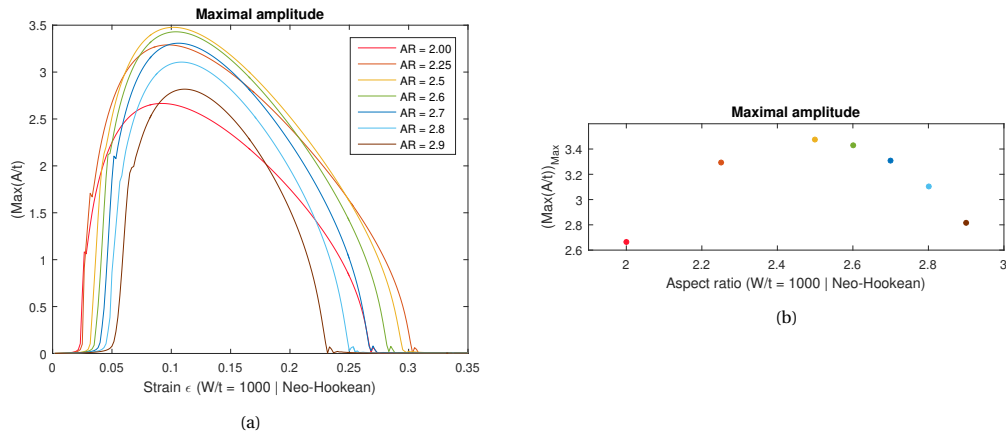 Maximal amplitude
3.5
3
2.5
2
1.5
1
0.5
0
(Max(A/t)
AR = 2.00
AR = 2.25
AR = 2.5
AR = 2.6
AR = 2.7
AR = 2.8
AR = 2.9
0 0.05 0.1 0.15 0.2 0.25 0.3 0.35
Strain ϵ (W/t = 1000 | Neo-Hookean)
(a)
Maximal amplitude
3.4
3.2
3
2.8
2.6
(Max(A/t))Max
2 2.2 2.4 2.6 2.8 3
Aspect ratio (W/t = 1000 | Neo-Hookean)
(b)